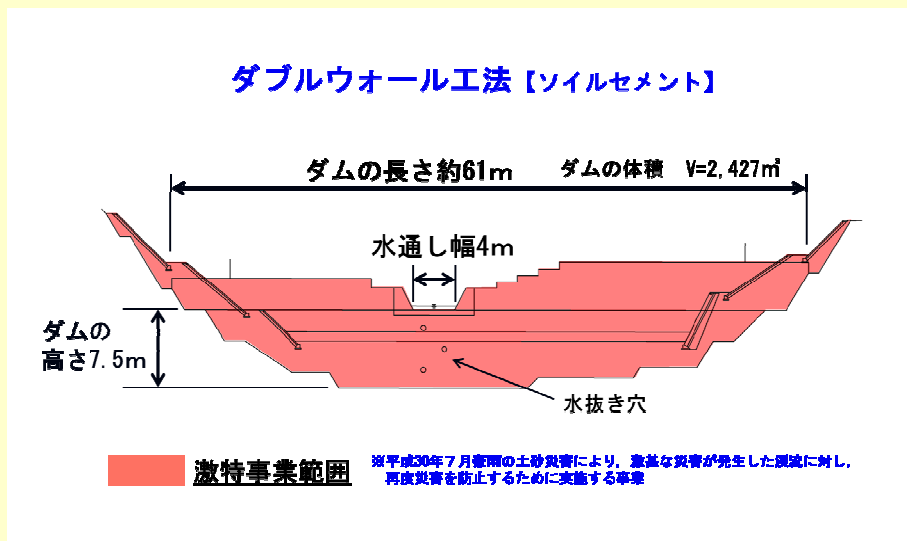 ダブルウォール工法【ソイルセメント】
ダムの長さ約61m
ダムの体積 V=2,427㎥
水通し幅4m
ダムの
高さ7.5m
水抜き穴
激特事業範囲
※平成30年7月豪雨の土砂災害により，激甚な災害が発生した渓流に対し，
再度災害を防止するために実施する事業